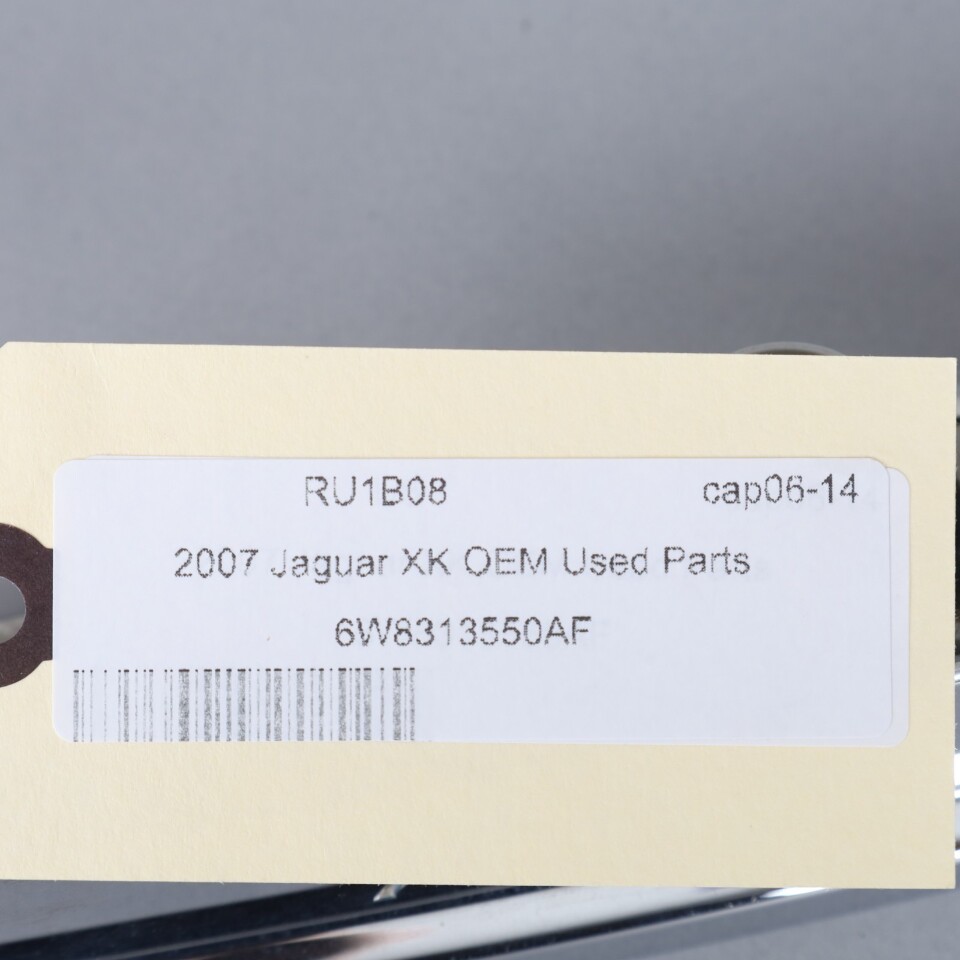 RU1B08 cap06-14
2007 Jaguar XK OEM Used Parts
6W8313550AF